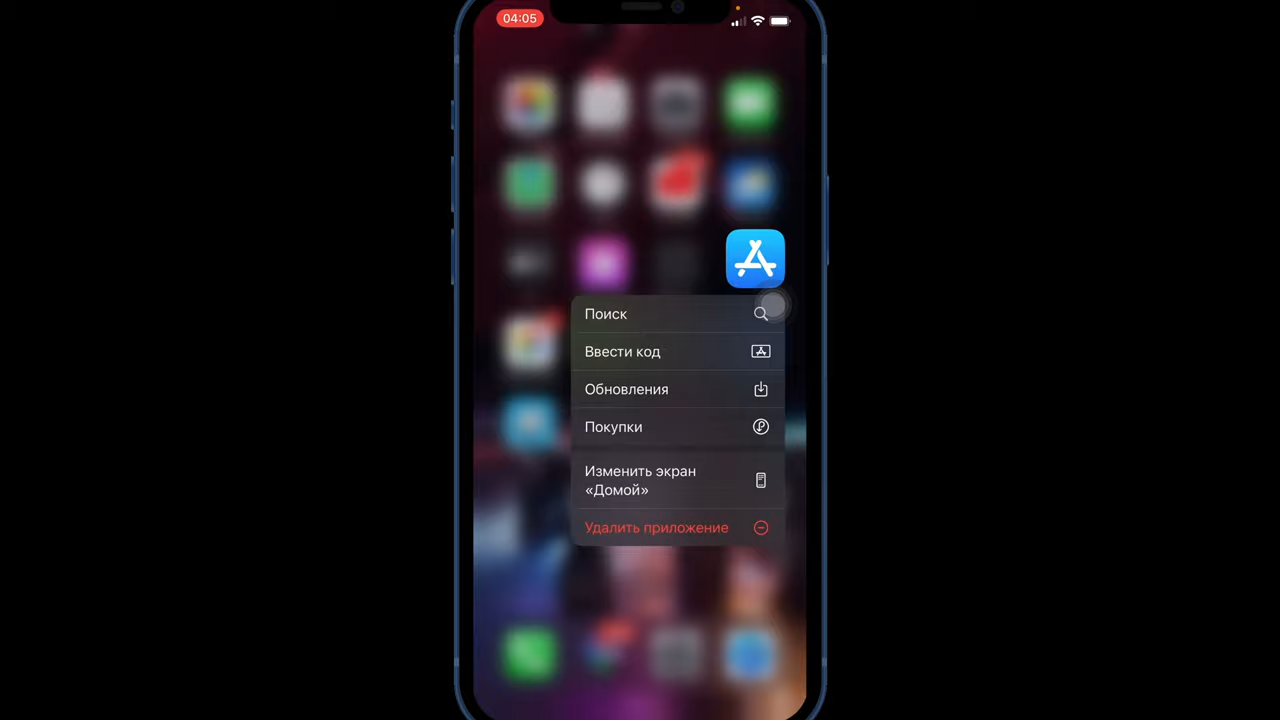 04:05
Поиск
Ввести код
Обновления
Покупки
Изменить экран
«Домой»
Удалить приложение